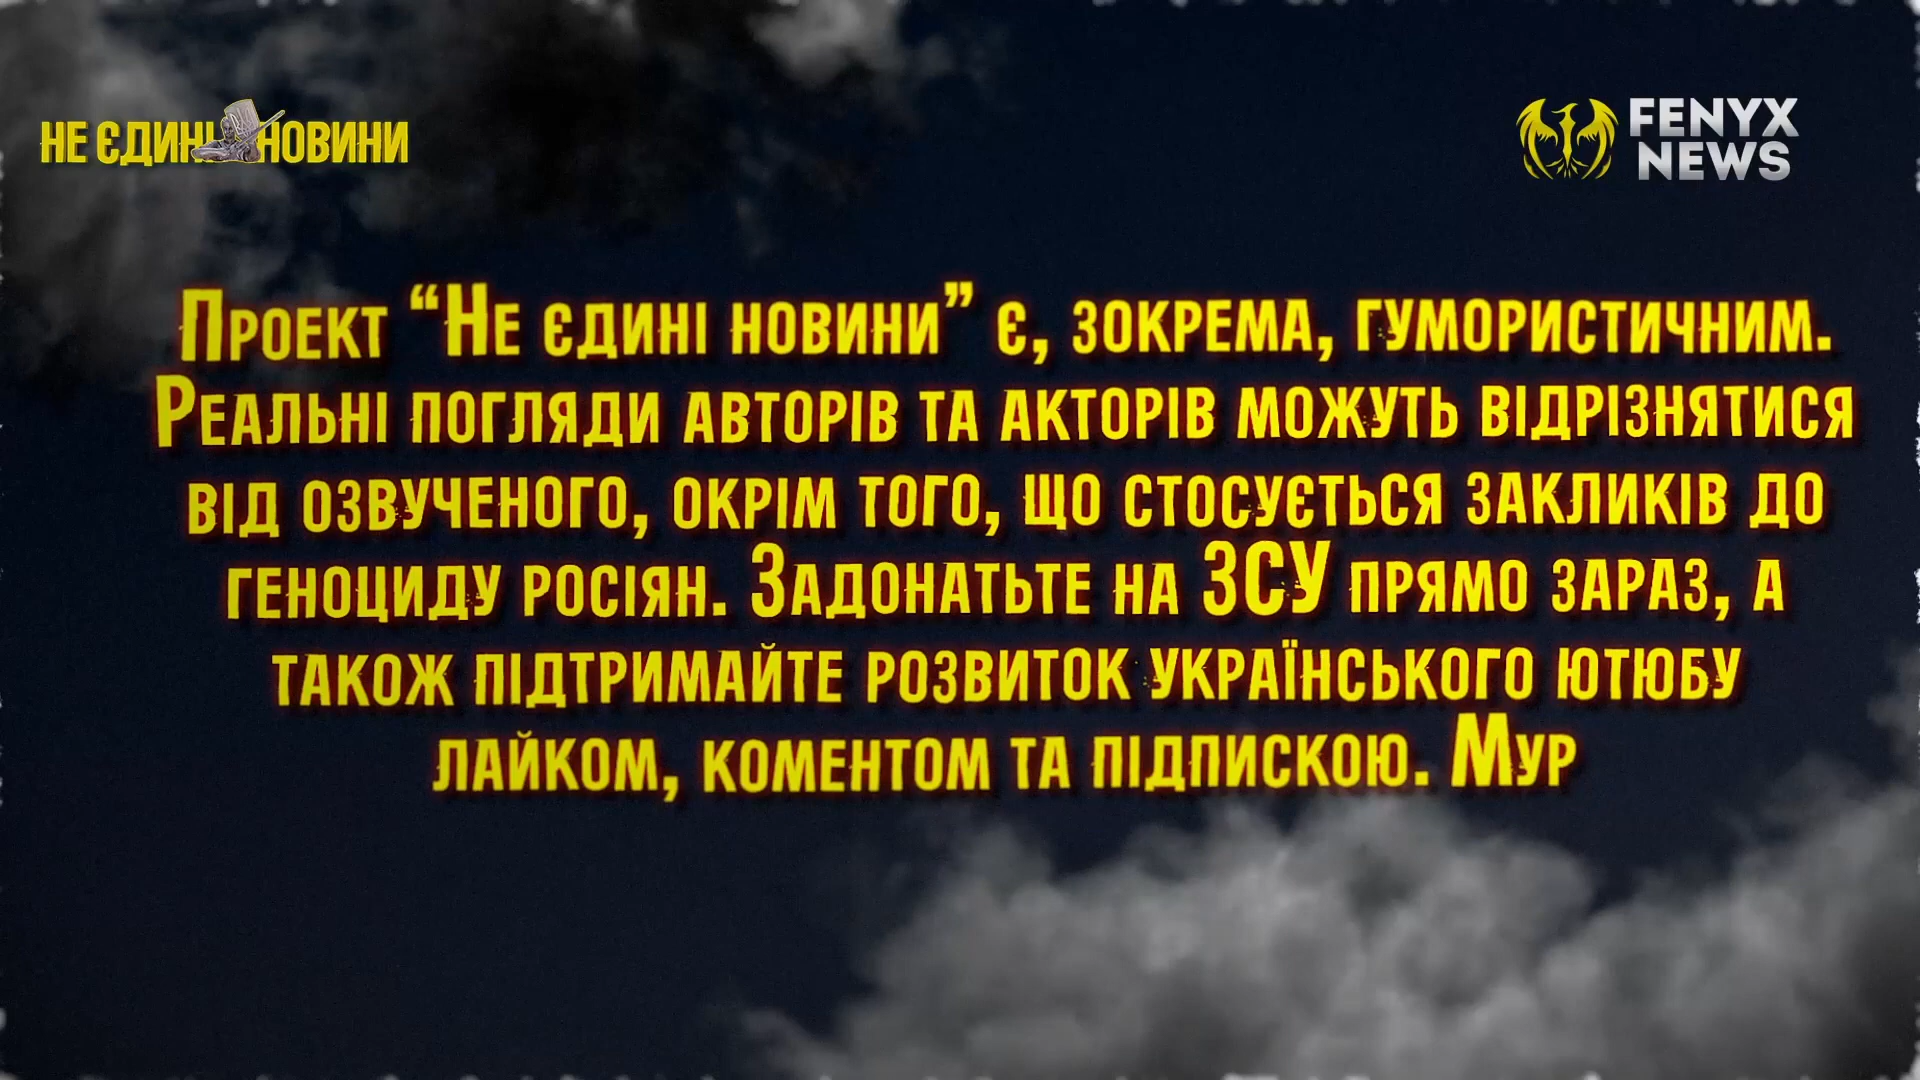 НЕ ЄДИНІ НОВИНИ
FENYX
NEWS
Проект “Не єдині новини” є, зокрема, гумористичним.
Реальні погляди авторів та акторів можуть відрізнятися
від озвученого, окрім того, що стосується закликів до
геноциду росіян. Задонатьте на ЗСУ прямо зараз, а
також підтримайте розвиток українського ютюбу
лайком, коментом та підпискою. Мур